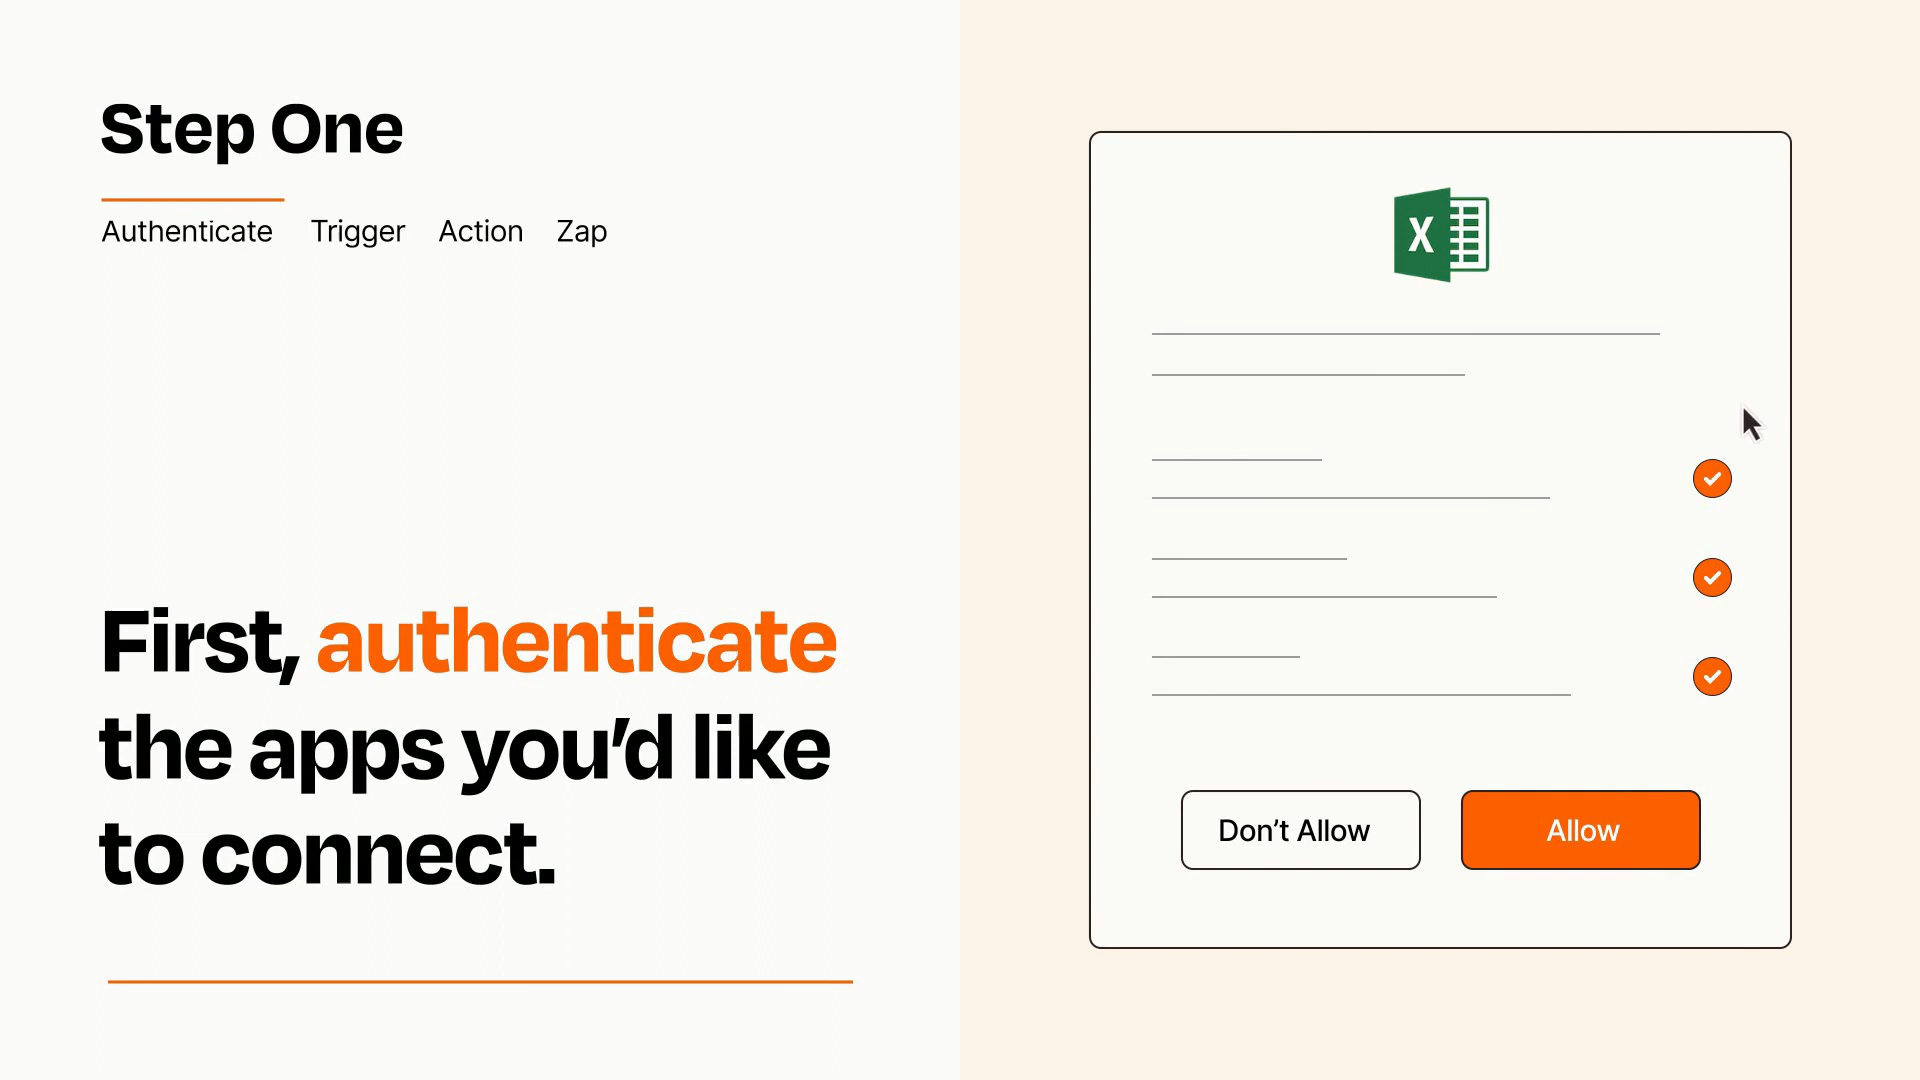 Step One
Authenticate Trigger Action Zap
First, authenticate
the apps you’d like
to connect.
X
Don’t Allow
Allow